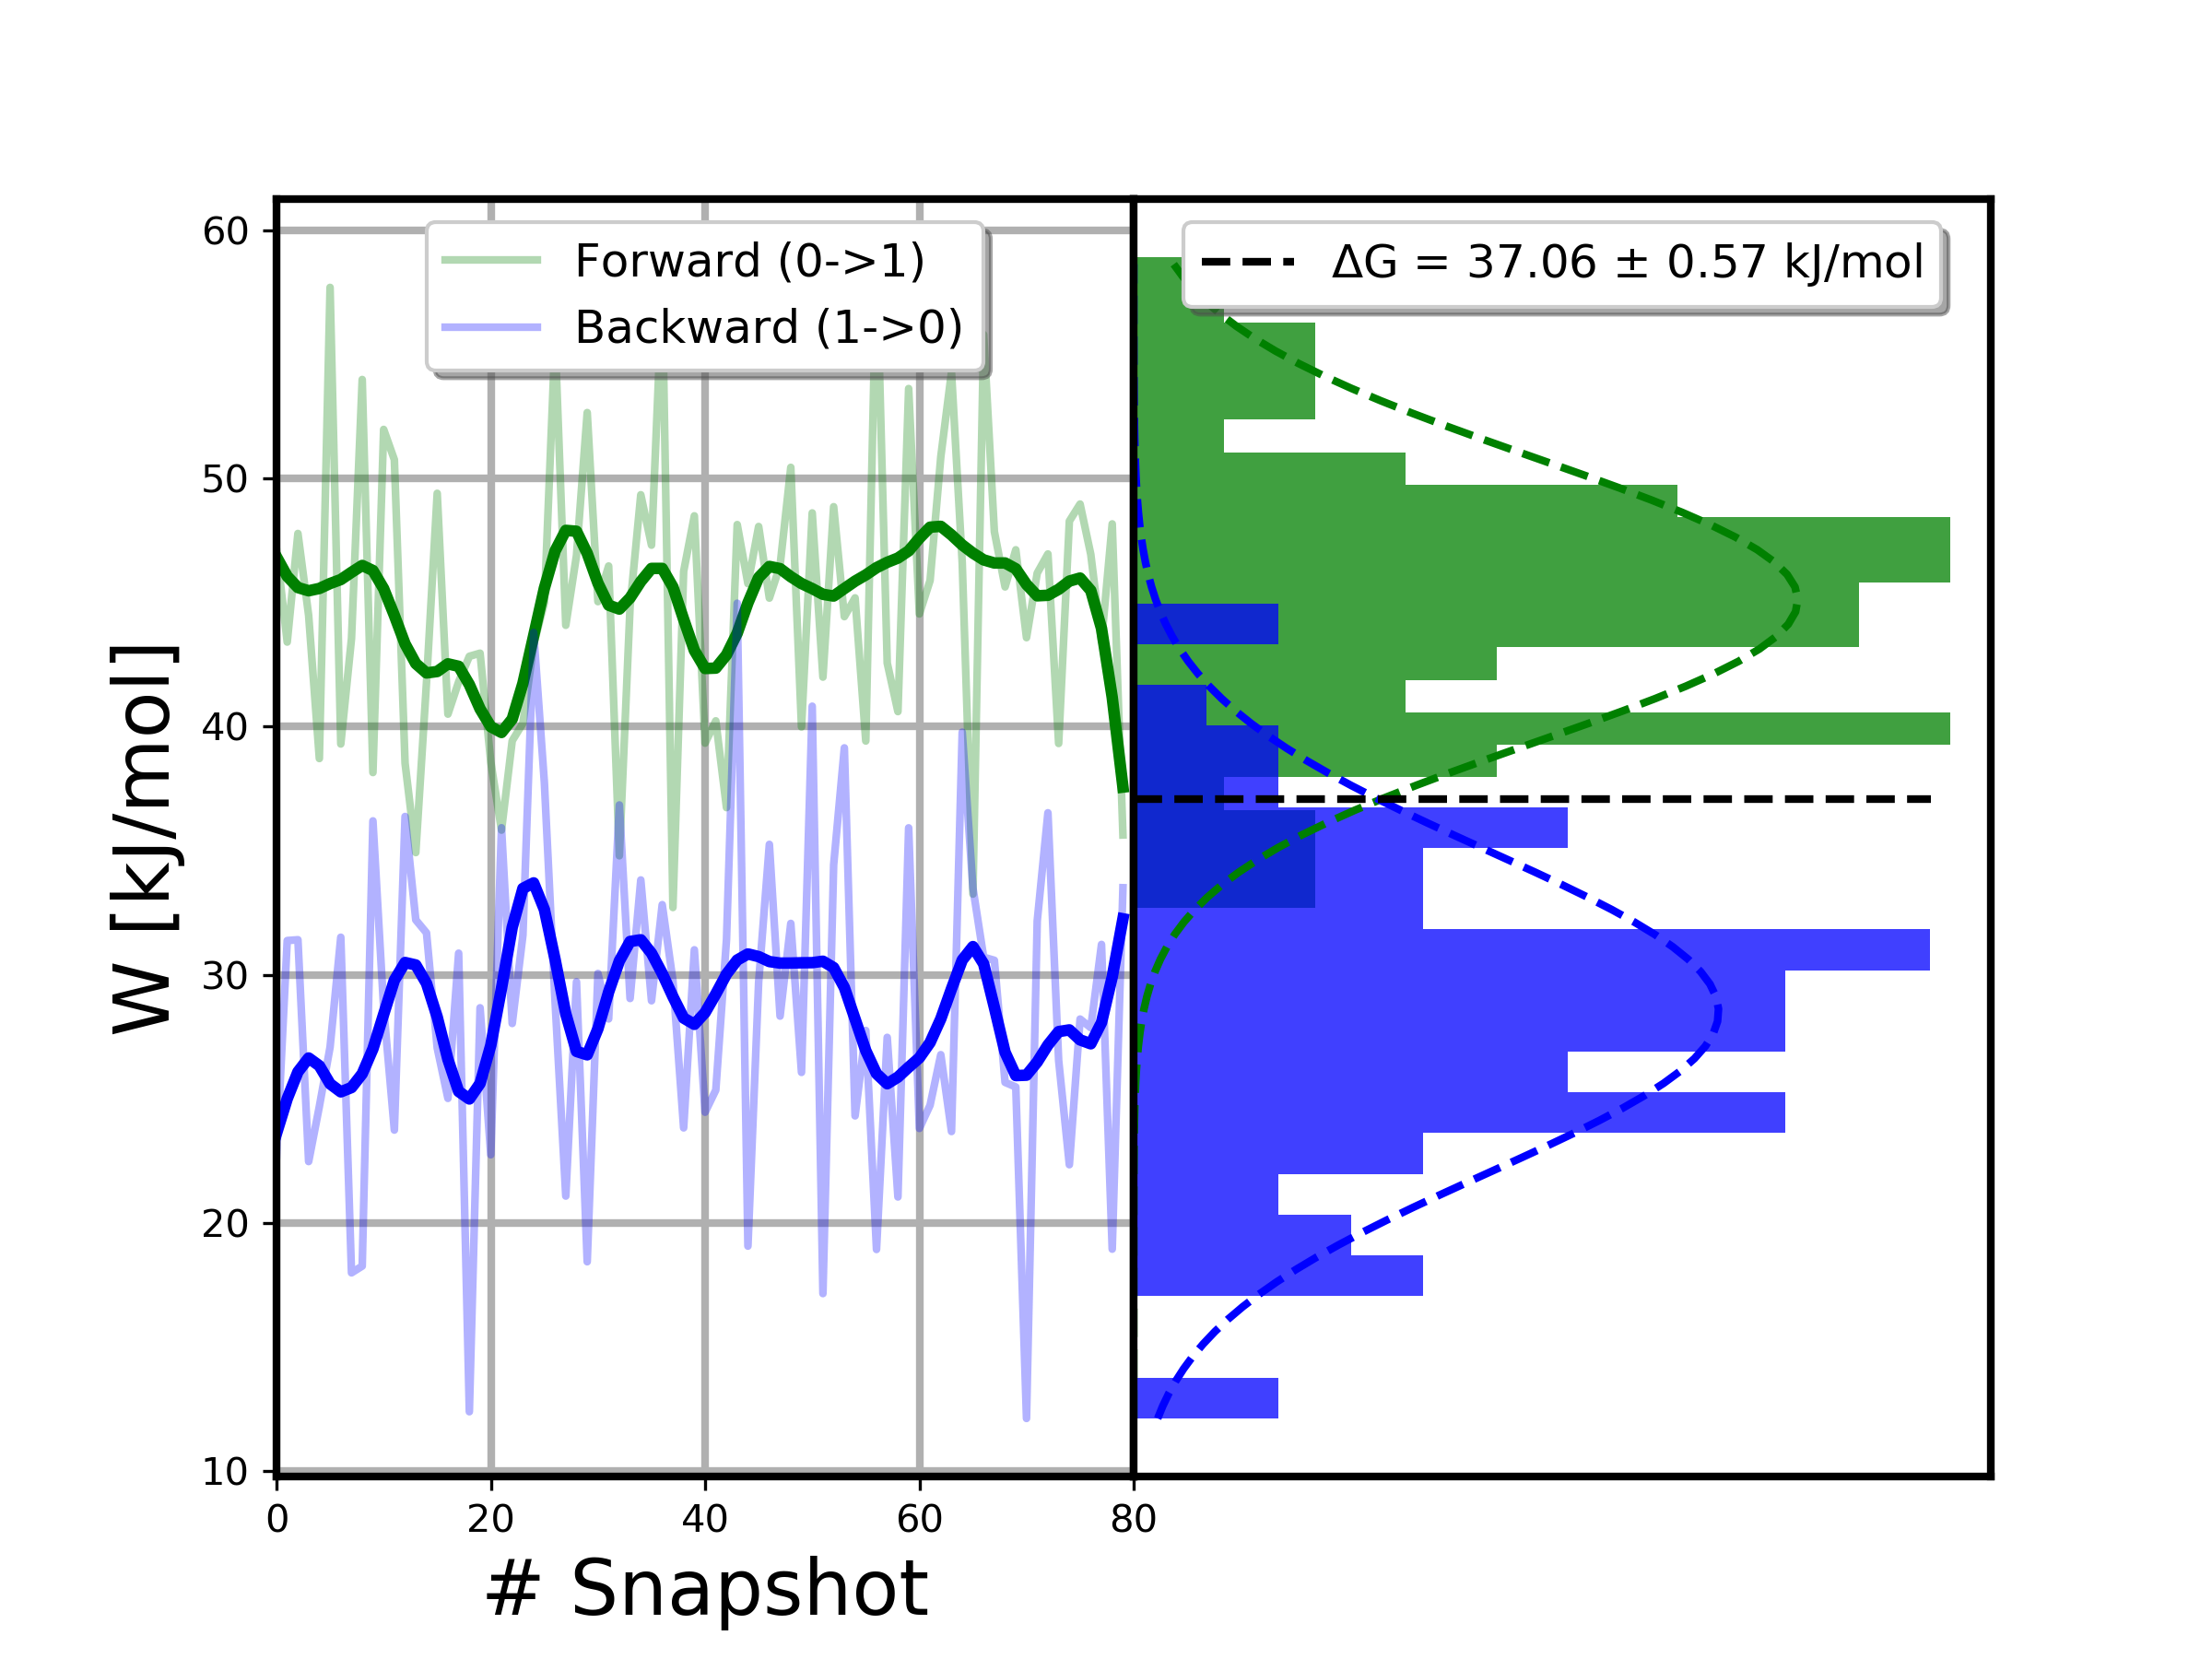 W [kJ/mol]
60
50
40
30
20
10
0
20
40
60
80
# Snapshot
Forward (0->1)
Backward (1->0)
ΔG = 37.06 ± 0.57 kJ/mol